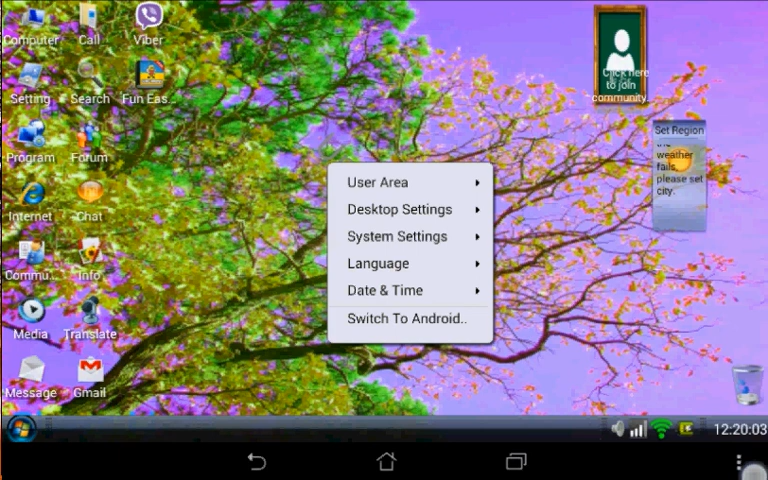 Computer
Call
Viber
Setting
Search
Fun Eas...
Program
Forum
Internet
Chat
Commu...
Info
Media
Translate
Message
Gmail
User Area
Desktop Settings
System Settings
Language
Date & Time
Switch To Android..
Click here
to join
community.
Set Region
weather
fails,
please set
city.
12:20:03